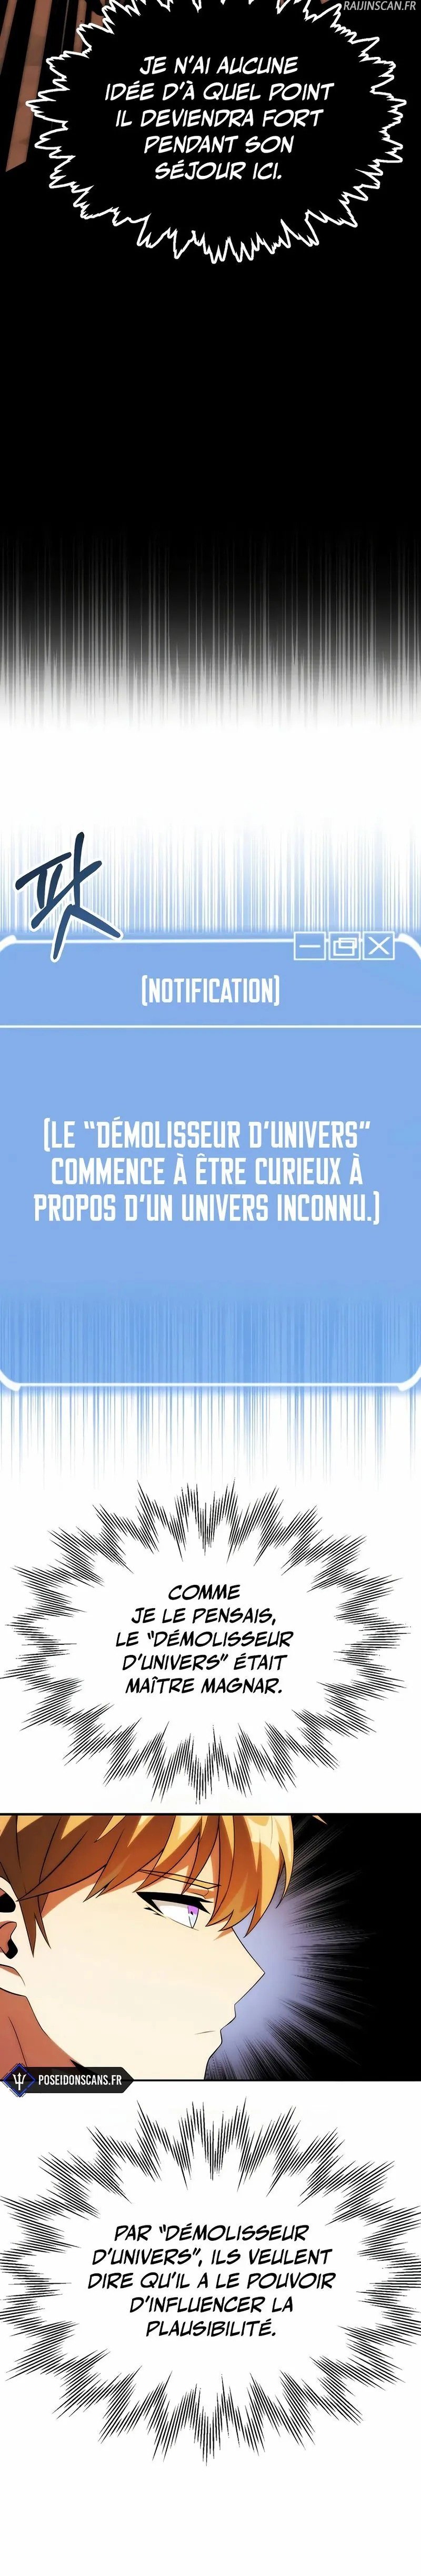 RAIJINSCAN.FR
JE N'AI AUCUNE
IDÉE D'À QUEL POINT
IL DEVIENDRA FORT
PENDANT SON
SÉJOUR ICI.
팟
(NOTIFICATION)
(LE "DÉMOLISSEUR D'UNIVERS"
COMMENCE À ÊTRE CURIEUX À
PROPOS D'UN UNIVERS INCONNU.)
COMME
JE LE PENSAIS,
LE "DÉMOLISSEUR
D'UNIVERS" ÉTAIT
MAÎTRE MAGNAR.
POSEIDONSCANS.FR
PAR "DÉMOLISSEUR
D'UNIVERS", ILS VEULENT
DIRE QU'IL A LE POUVOIR
D'INFLUENCER LA
PLAUSIBILITÉ.